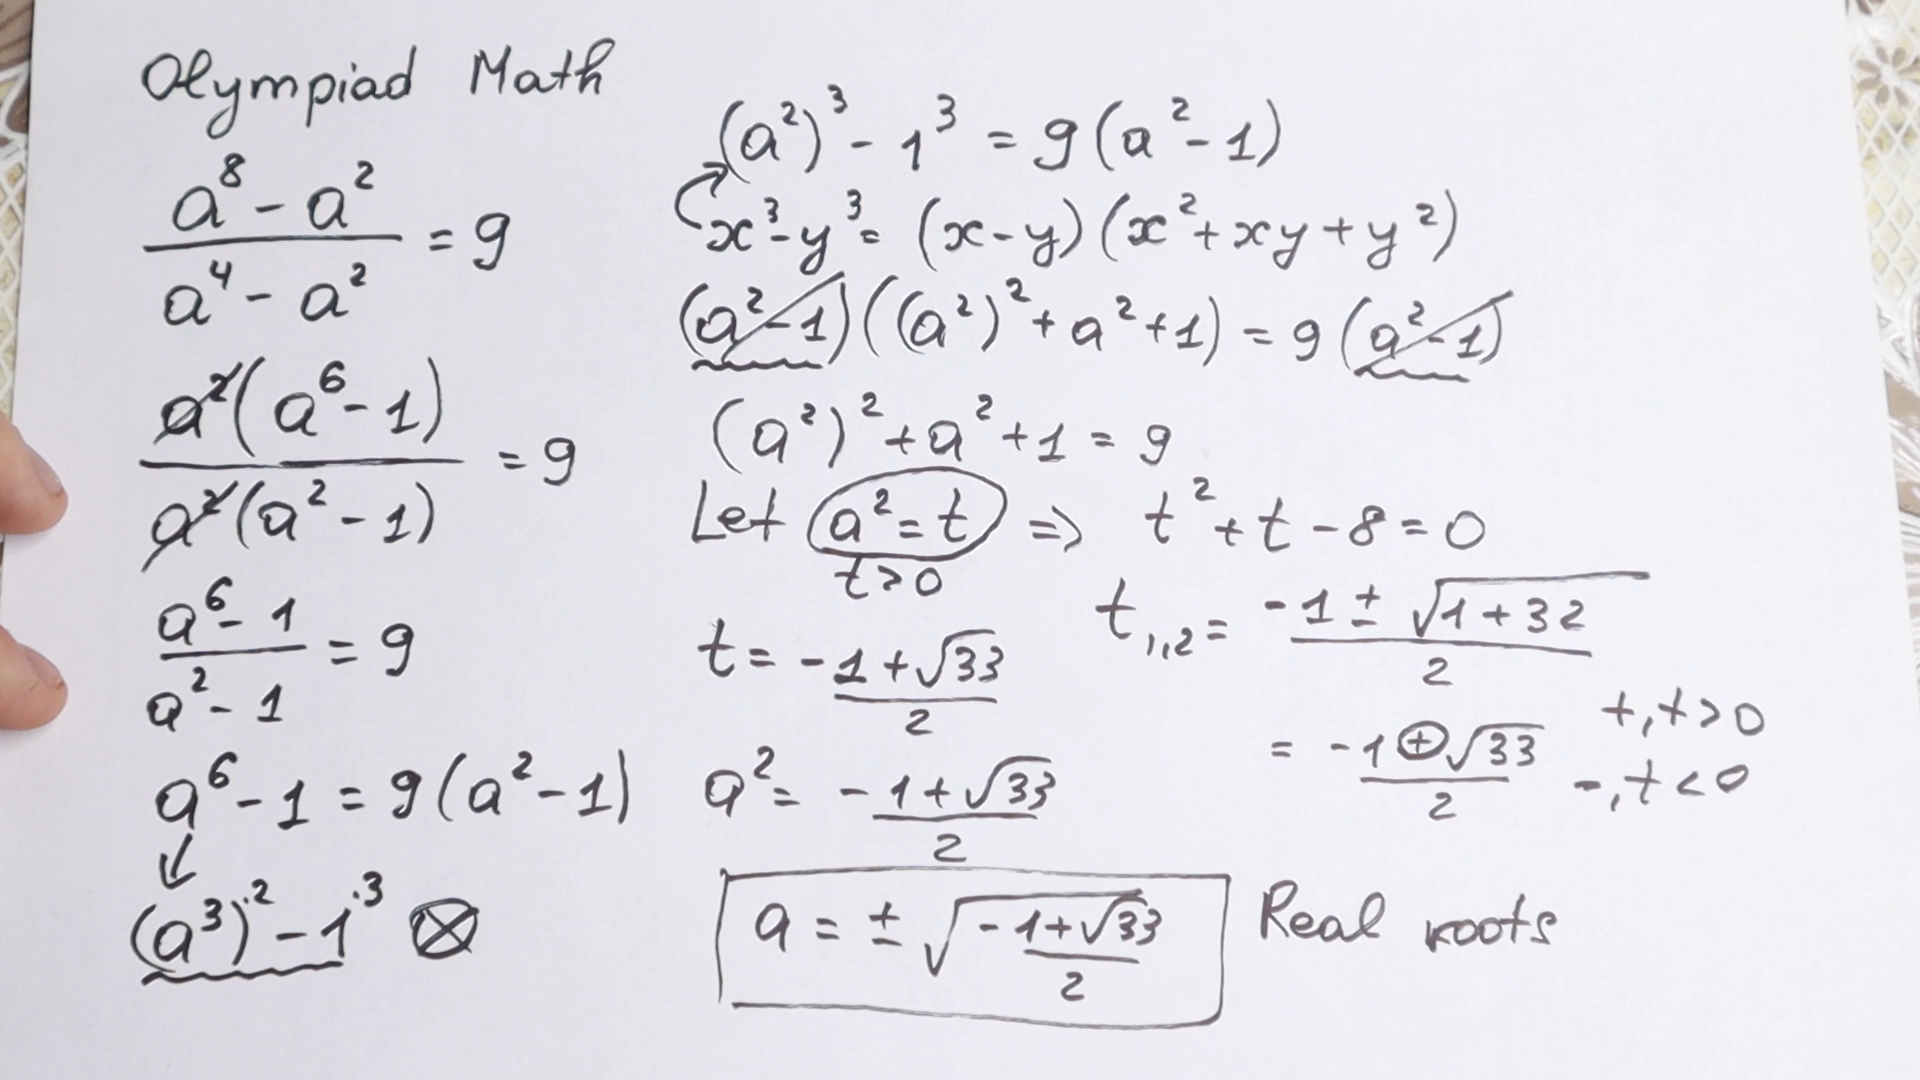 Olympiad Math
a⁸ - a² / a⁴ - a² = 9
a²(a⁶ - 1) / a²(a² - 1) = 9
a⁶ - 1 / a² - 1 = 9
a⁶ - 1 = 9(a² - 1)
(a³)² - 1³ ⊗
(a²)³ - 1³ = 9(a² - 1)
x³ - y³ = (x - y)(x² + xy + y²)
(a² - 1)((a²)² + a² + 1) = 9(a² - 1)
(a²)² + a² + 1 = 9
Let a² = t => t² + t - 8 = 0
t > 0
t₁,₂ = -1 ± √(1 + 32) / 2
= -1 ⊕ √33 / 2
+, t > 0
-, t < 0
t = -1 + √33 / 2
a² = -1 + √33 / 2
a = ± √(-1 + √33 / 2) Real roots